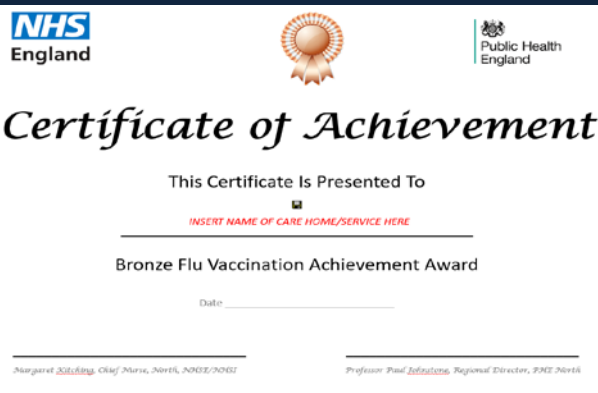 NHS
England
Public Health
England
Certificate of Achievement
This Certificate Is Presented To
INSERT NAME OF CARE HOME/SERVICE HERE
Bronze Flu Vaccination Achievement Award
Date
Margaret Kitching, Chief Nurse, North, NHSE/NHSI
Professor Paul Johnstone, Regional Director, PHE North